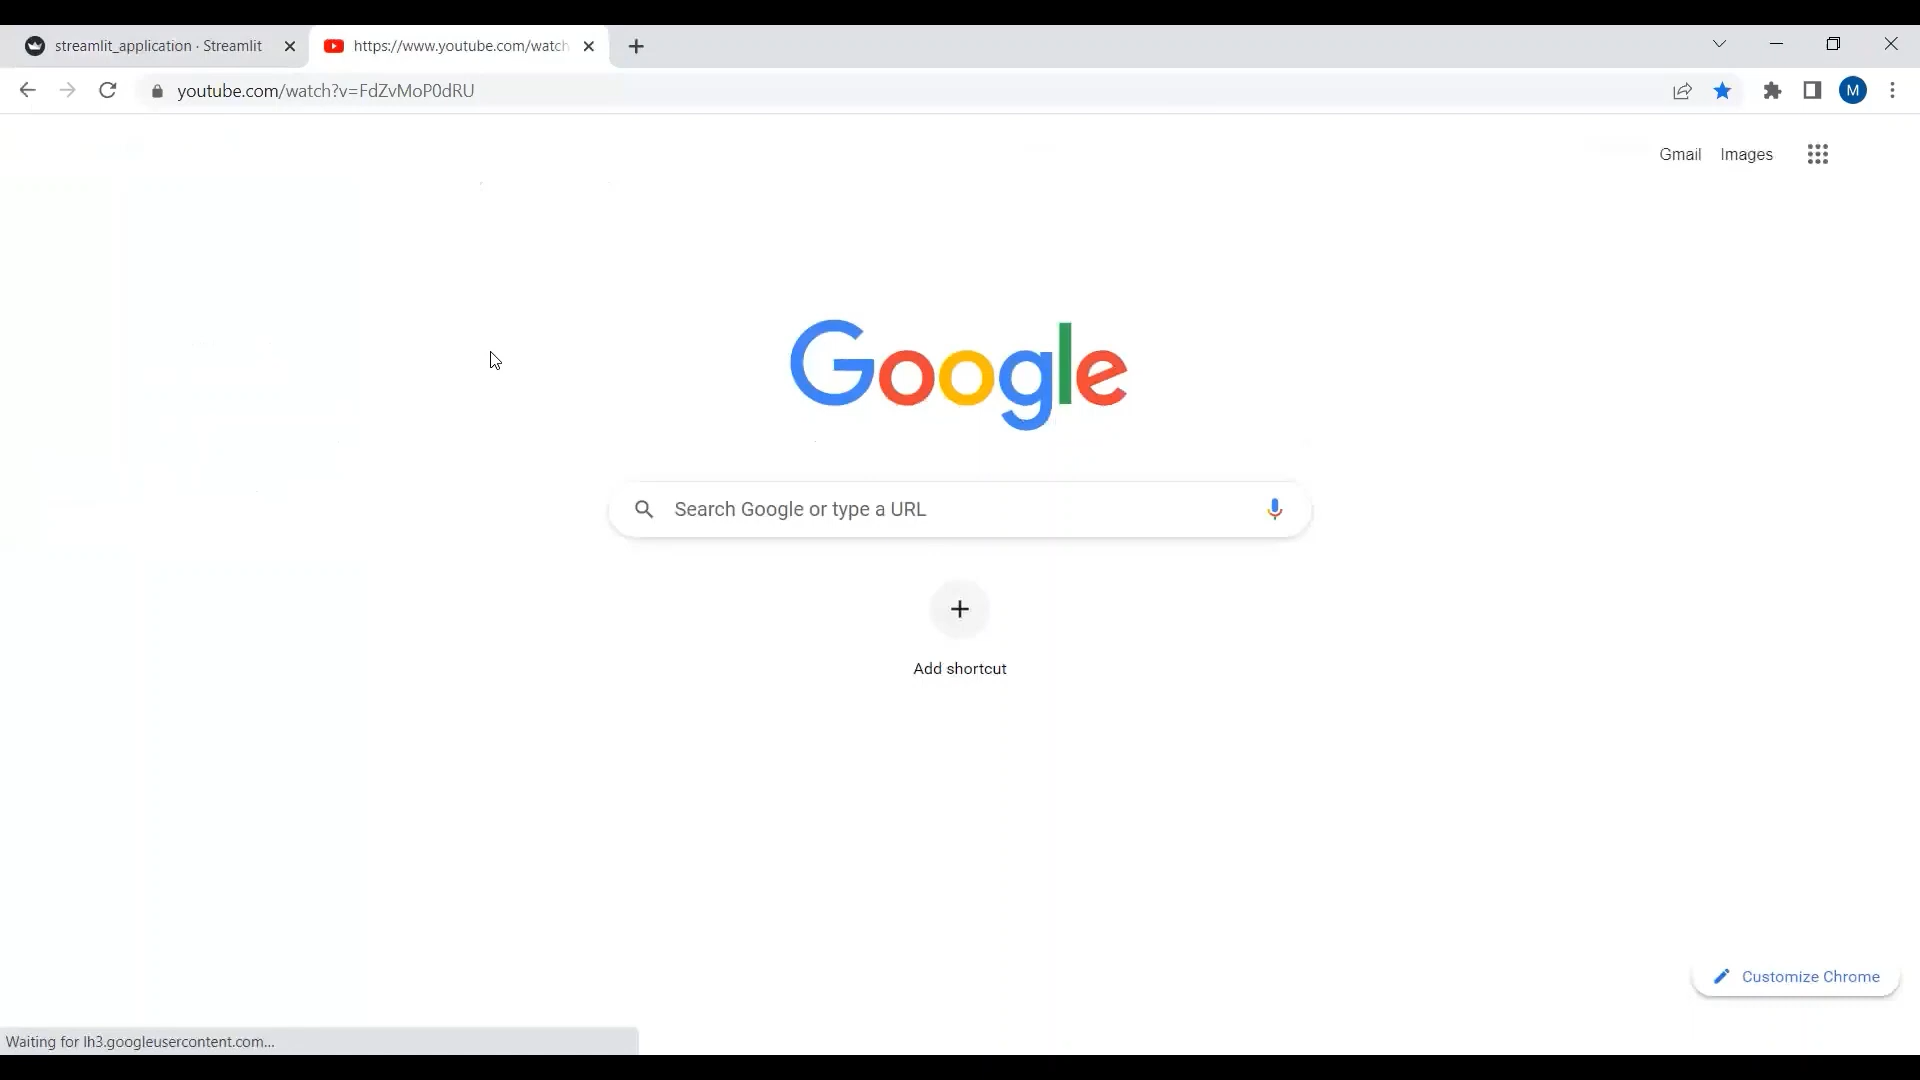 streamlit_application · Streamlit
https://www.youtube.com/watch
youtube.com/watch?v=FdZvMoP0dRU
M
Gmail Images
Google
Search Google or type a URL
Add shortcut
Customize Chrome
Waiting for lh3.googleusercontent.com...